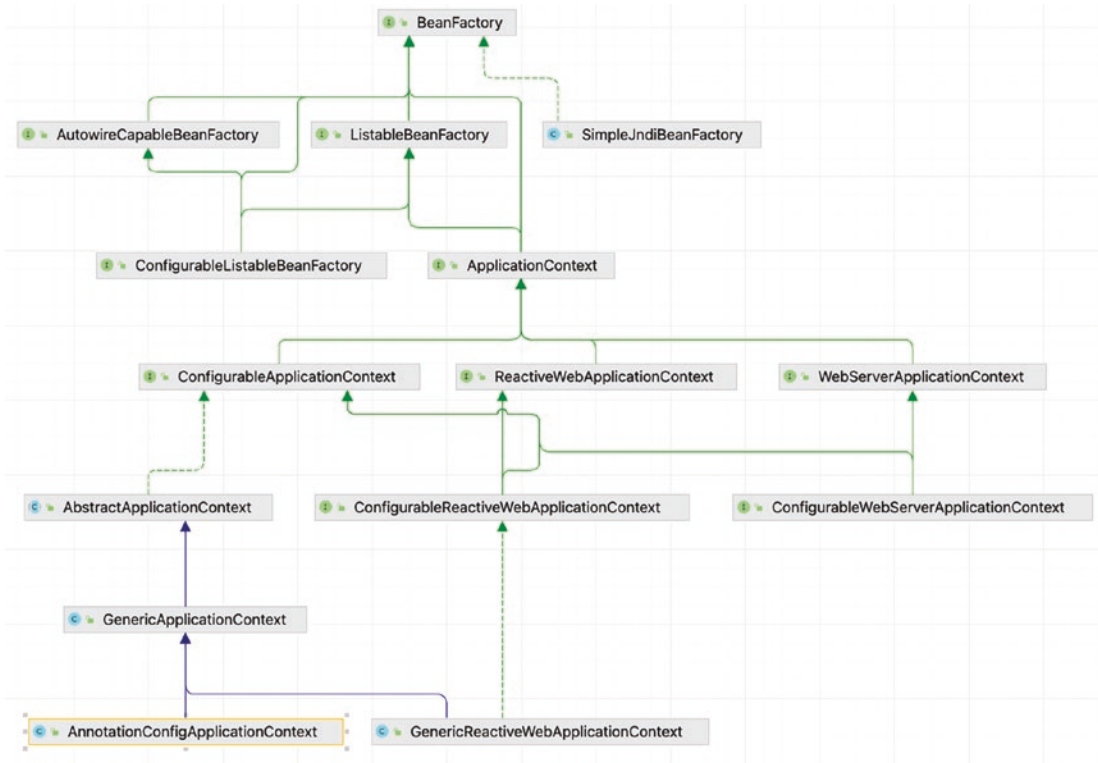 BeanFactory
AutowireCapableBeanFactory
ListableBeanFactory
SimpleJndiBeanFactory
ConfigurableListableBeanFactory
ApplicationContext
ConfigurableApplicationContext
ReactiveWebApplicationContext
WebServerApplicationContext
AbstractApplicationContext
ConfigurableReactiveWebApplicationContext
ConfigurableWebServerApplicationContext
GenericApplicationContext
AnnotationConfigApplicationContext
GenericReactiveWebApplicationContext